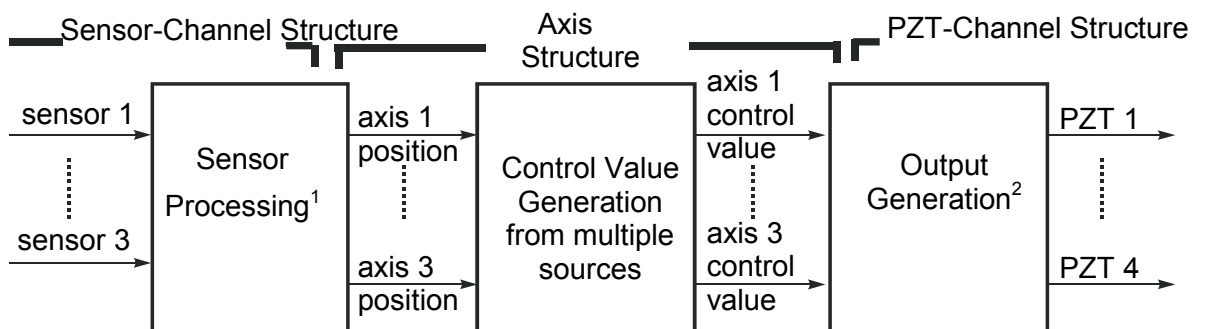 Sensor-Channel Structure
Axis
Structure
PZT-Channel Structure
sensor 1
sensor 3
Sensor
Processing¹
axis 1
position
axis 3
position
Control Value
Generation
from multiple
sources
axis 1
control
value
axis 3
control
value
Output
Generation²
PZT 1
PZT 4